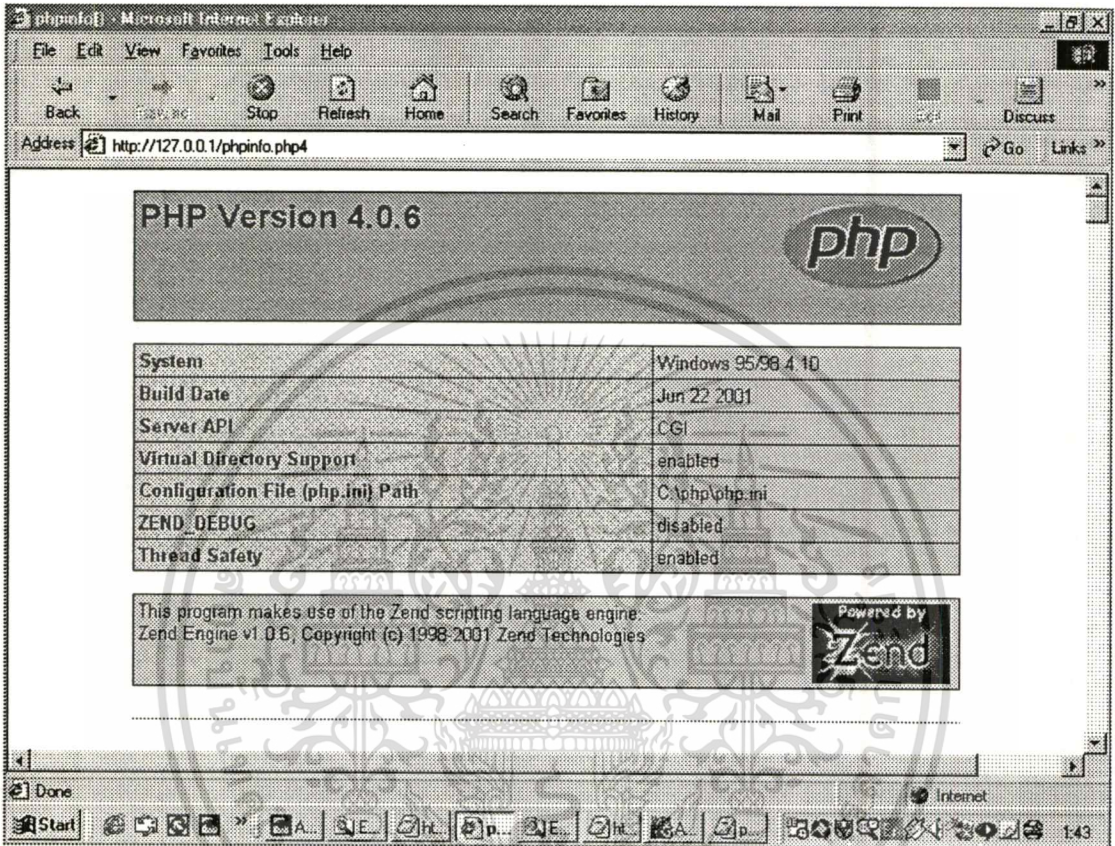 phpinfo() - Microsoft Internet Explorer
File Edit View Favorites Tools Help
Back Forward Stop Refresh Home Search Favorites History Mail Print Edit Discuss
Address http://127.0.0.1/phpinfo.php4 Go Links »
PHP Version 4.0.6
php
System Windows 95/98 4.10
Build Date Jun 22 2001
Server API CGI
Virtual Directory Support enabled
Configuration File (php.ini) Path C:\php\php.ini
ZEND_DEBUG disabled
Thread Safety enabled
This program makes use of the Zend scripting language engine:
Zend Engine v1.0.6, Copyright (c) 1998-2001 Zend Technologies
Powered by
Zend
Done Internet
Start » A... E... ht... p... E... ht... A... p... 1:43